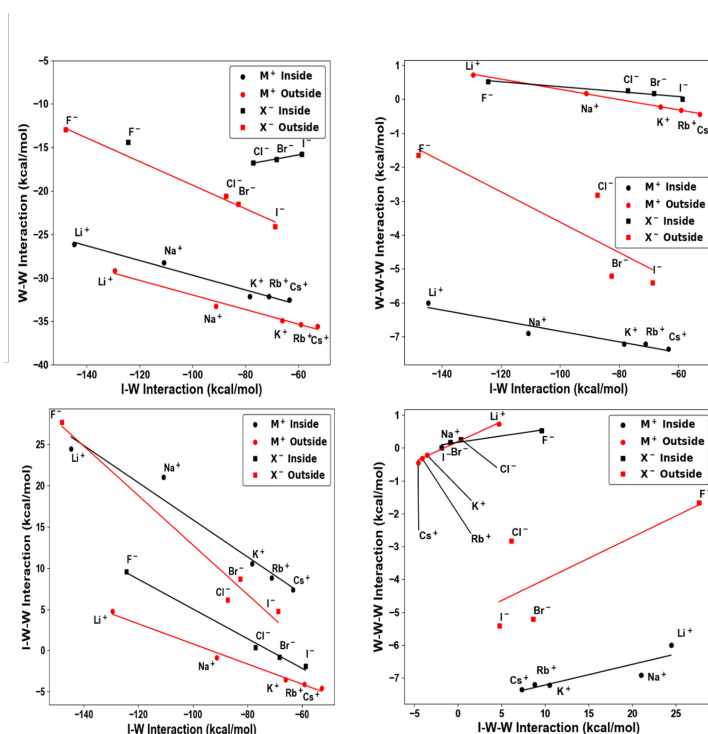 W-W Interaction (kcal/mol)
−5
−10
−15
−20
−25
−30
−35
−40
M⁺ Inside
M⁺ Outside
X⁻ Inside
X⁻ Outside
F⁻
F⁻
Cl⁻
Br⁻
I⁻
Cl⁻
Br⁻
I⁻
Li⁺
Na⁺
K⁺
Rb⁺
Cs⁺
Li⁺
Na⁺
K⁺
Rb⁺
Cs⁺
−140 −120 −100 −80 −60
I-W Interaction (kcal/mol)
W-W-W Interaction (kcal/mol)
1
0
−1
−2
−3
−4
−5
−6
−7
Li⁺
F⁻
Na⁺
Cl⁻
Br⁻
I⁻
K⁺
Rb⁺
Cs⁺
F⁻
Cl⁻
Br⁻
I⁻
M⁺ Inside
M⁺ Outside
X⁻ Inside
X⁻ Outside
Li⁺
Na⁺
K⁺
Rb⁺
Cs⁺
−140 −120 −100 −80 −60
I-W Interaction (kcal/mol)
I-W-W Interaction (kcal/mol)
25
20
15
10
5
0
−5
M⁺ Inside
M⁺ Outside
X⁻ Inside
X⁻ Outside
F⁻
Li⁺
Na⁺
K⁺
Rb⁺
Cs⁺
F⁻
Br⁻
Cl⁻
I⁻
Li⁺
Cl⁻
Br⁻
I⁻
Na⁺
K⁺
Rb⁺
Cs⁺
−140 −120 −100 −80 −60
I-W Interaction (kcal/mol)
W-W-W Interaction (kcal/mol)
1
0
−1
−2
−3
−4
−5
−6
−7
M⁺ Inside
M⁺ Outside
X⁻ Inside
X⁻ Outside
Li⁺
Na⁺
F⁻
I⁻
Br⁻
Cl⁻
K⁺
Cs⁺
Rb⁺
Cl⁻
F⁻
I⁻
Br⁻
Li⁺
Cs⁺
Rb⁺
K⁺
Na⁺
−5 0 5 10 15 20 25
I-W-W Interaction (kcal/mol)